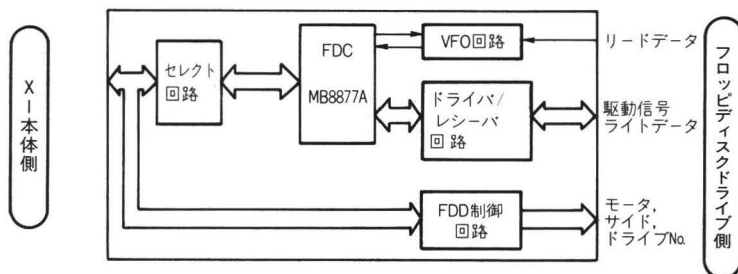 X1本体側
セレクト
回路
FDC
MB8877A
VFO回路
リードデータ
ドライバ/
レシーバ
回路
駆動信号
ライトデータ
FDD制御
回路
モータ,
サイド,
ドライブNo.
フロッピディスクドライブ側